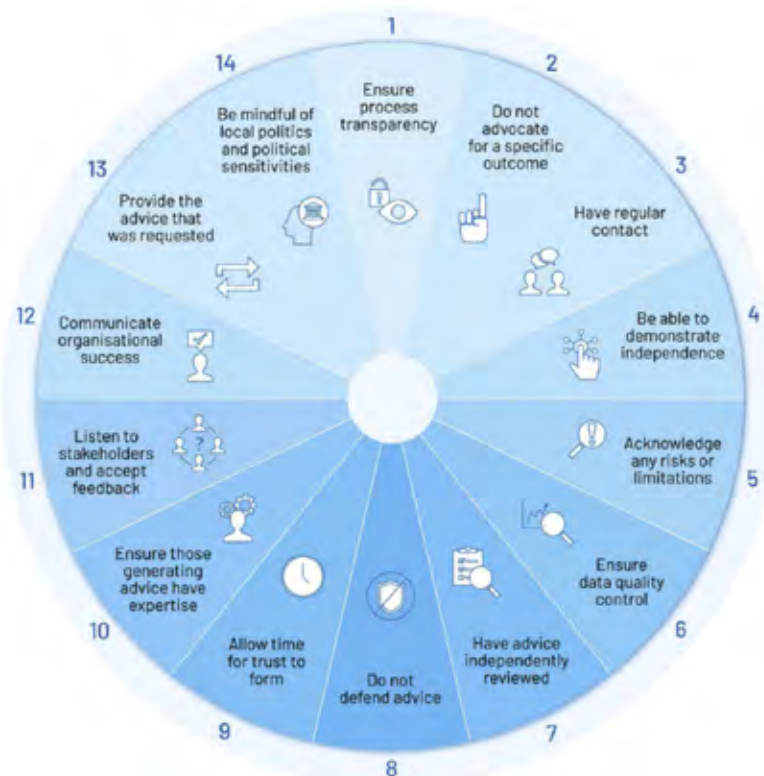 1
Ensure
process
transparency
2
Do not
advocate
for a specific
outcome
3
Have regular
contact
4
Be able to
demonstrate
independence
5
Acknowledge
any risks or
limitations
6
Ensure
data quality
control
7
Have advice
independently
reviewed
8
Do not
defend advice
9
Allow time
for trust to
form
10
Ensure those
generating
advice have
expertise
11
Listen to
stakeholders
and accept
feedback
?
12
Communicate
organisational
success
13
Provide the
advice that
was requested
14
Be mindful of
local politics
and political
sensitivities